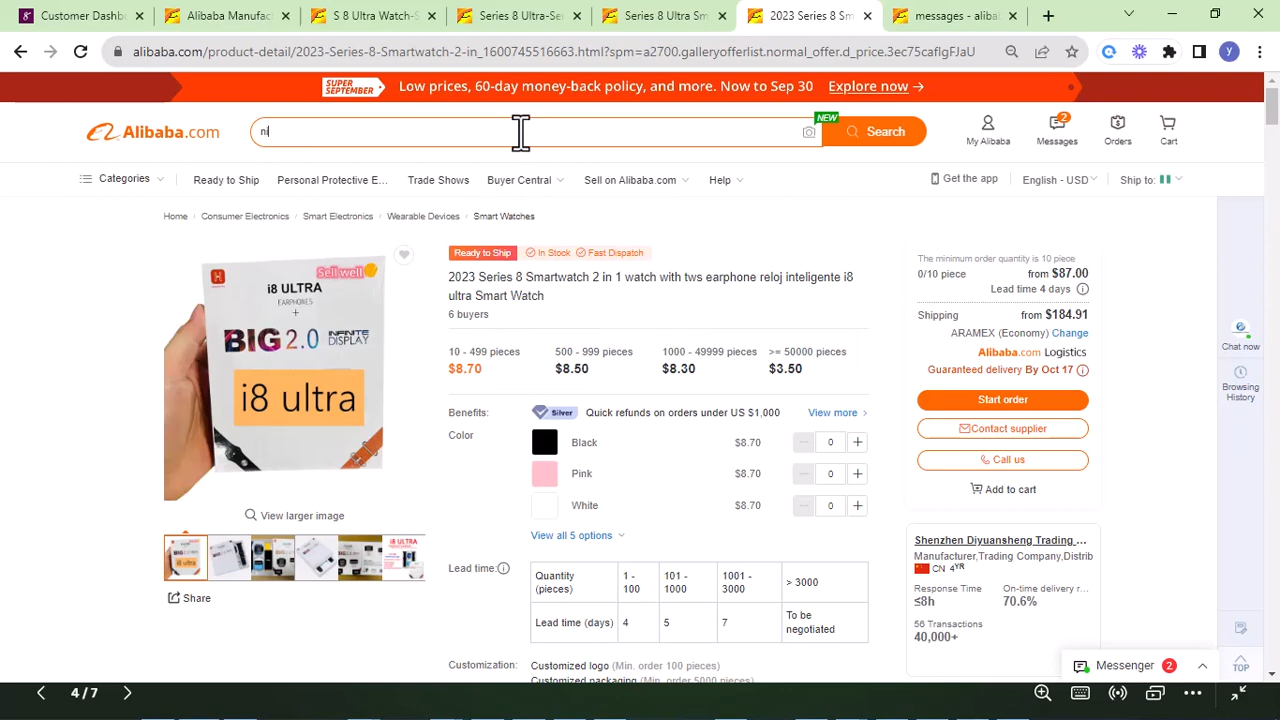 Customer Dashb
Alibaba Manufact
S 8 Ultra Watch-S
Series 8-Series 8
Series 8 Ultra Sm
2023 Series 8 Sm
messages - alibab
alibaba.com/product-detail/2023-Series-8-Smartwatch-2-in_1600745516663.html?spm=a2700.galleryofferlist.normal_offer.d_price.3ec75caflgFJaU
y
SUPER SEPTEMBER Low prices, 60-day money-back policy, and more. Now to Sep 30 Explore now →
Alibaba.com
ni
NEW
Search
My Alibaba
2
Messages
Orders
Cart
Categories
Ready to Ship
Personal Protective E...
Trade Shows
Buyer Central
Sell on Alibaba.com
Help
Get the app
English - USD
Ship to:
Home / Consumer Electronics / Smart Electronics / Wearable Devices / Smart Watches
Sell well
i8 ULTRA
EARPHONES
+
BIG 2.0 INFINITE DISPLAY
i8 ultra
View larger image
Share
Ready to Ship In Stock Fast Dispatch
2023 Series 8 Smartwatch 2 in 1 watch with tws earphone reloj inteligente i8
ultra Smart Watch
6 buyers
10 - 499 pieces 500 - 999 pieces 1000 - 49999 pieces >= 50000 pieces
$8.70 $8.50 $8.30 $3.50
Benefits: Silver Quick refunds on orders under US $1,000 View more
Color Black $8.70 0
Pink $8.70 0
White $8.70 0
View all 5 options
Lead time:
Quantity (pieces) 1 - 100 101 - 1000 1001 - 3000 > 3000
Lead time (days) 4 5 7 To be negotiated
Customization: Customized logo (Min. order 100 pieces)
Customized packaging (Min. order 5000 pieces)
The minimum order quantity is 10 piece
0/10 piece from $87.00
Lead time 4 days
Shipping from $184.91
ARAMEX (Economy) Change
Alibaba.com Logistics
Guaranteed delivery By Oct 17
Start order
Contact supplier
Call us
Add to cart
Shenzhen Diyuansheng Trading ...
Manufacturer,Trading Company,Distrib
CN 4YR
Response Time On-time delivery r...
≤8h 70.6%
56 Transactions
40,000+
Chat now
Browsing History
TOP
Messenger 2
4 / 7